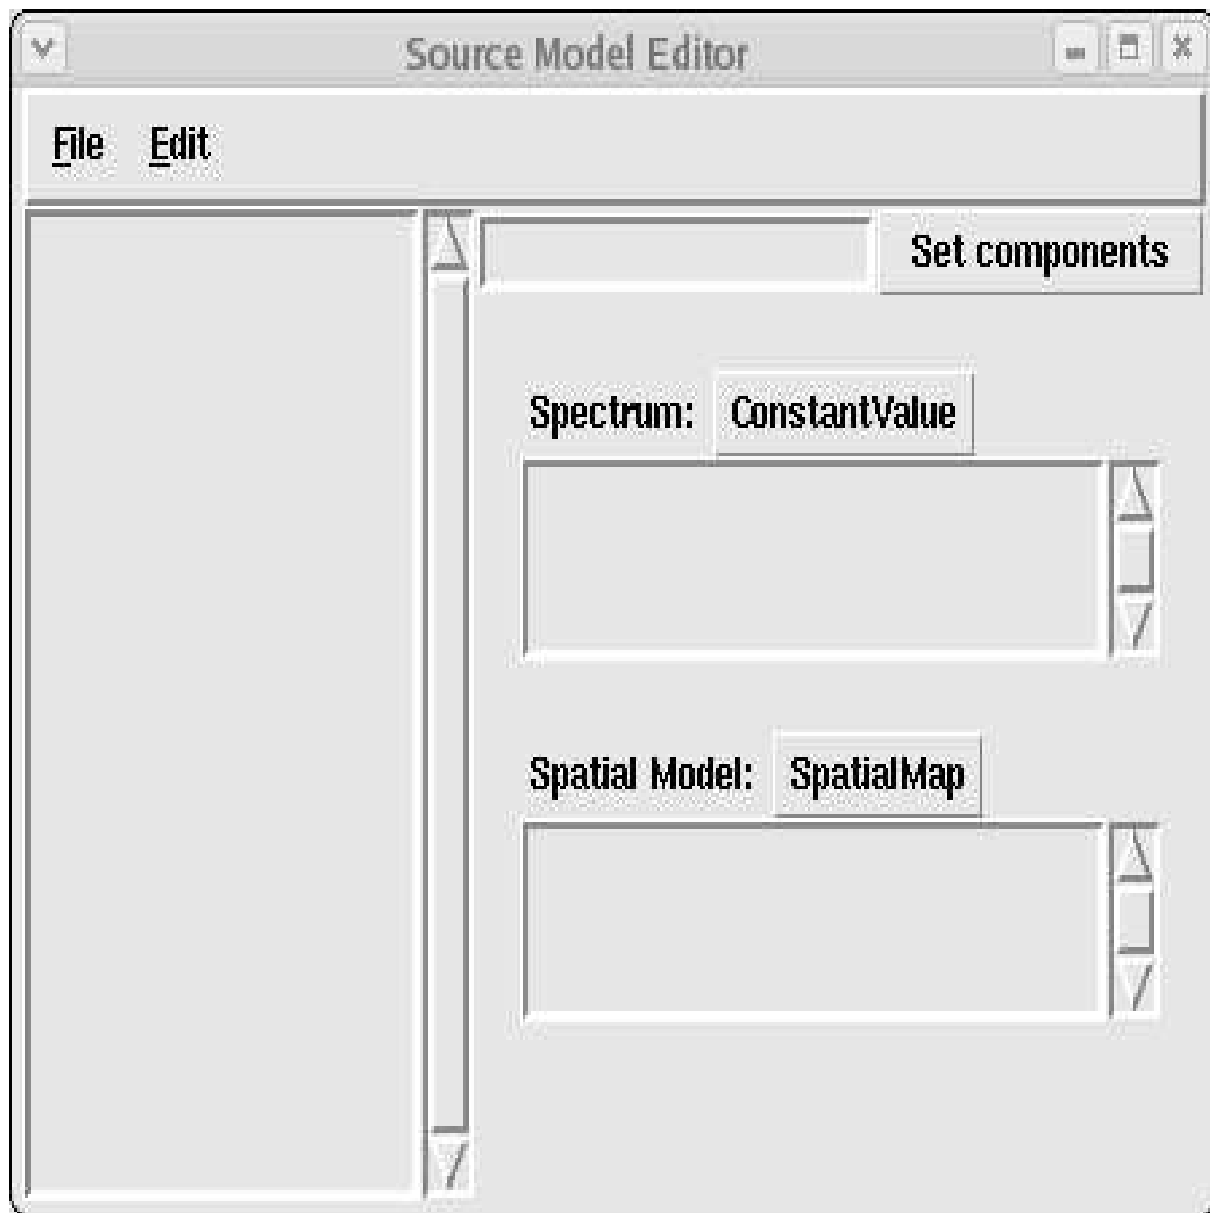 Source Model Editor
File Edit
Set components
Spectrum: ConstantValue
Spatial Model: SpatialMap